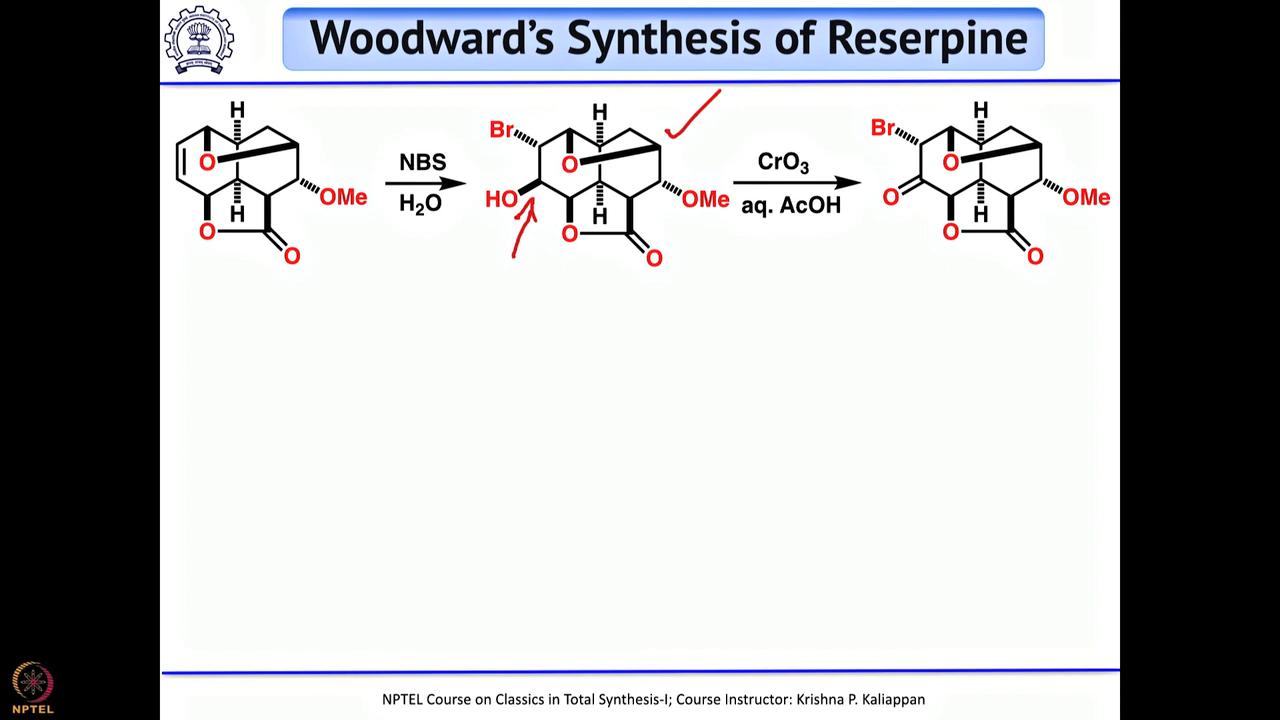 Woodward's Synthesis of Reserpine
H
O
H
OMe
O
O
NBS
H2O
H
Br
O
HO
H
OMe
O
O
CrO3
aq. AcOH
H
Br
O
O
H
OMe
O
O
NPTEL
NPTEL Course on Classics in Total Synthesis-I; Course Instructor: Krishna P. Kaliappan